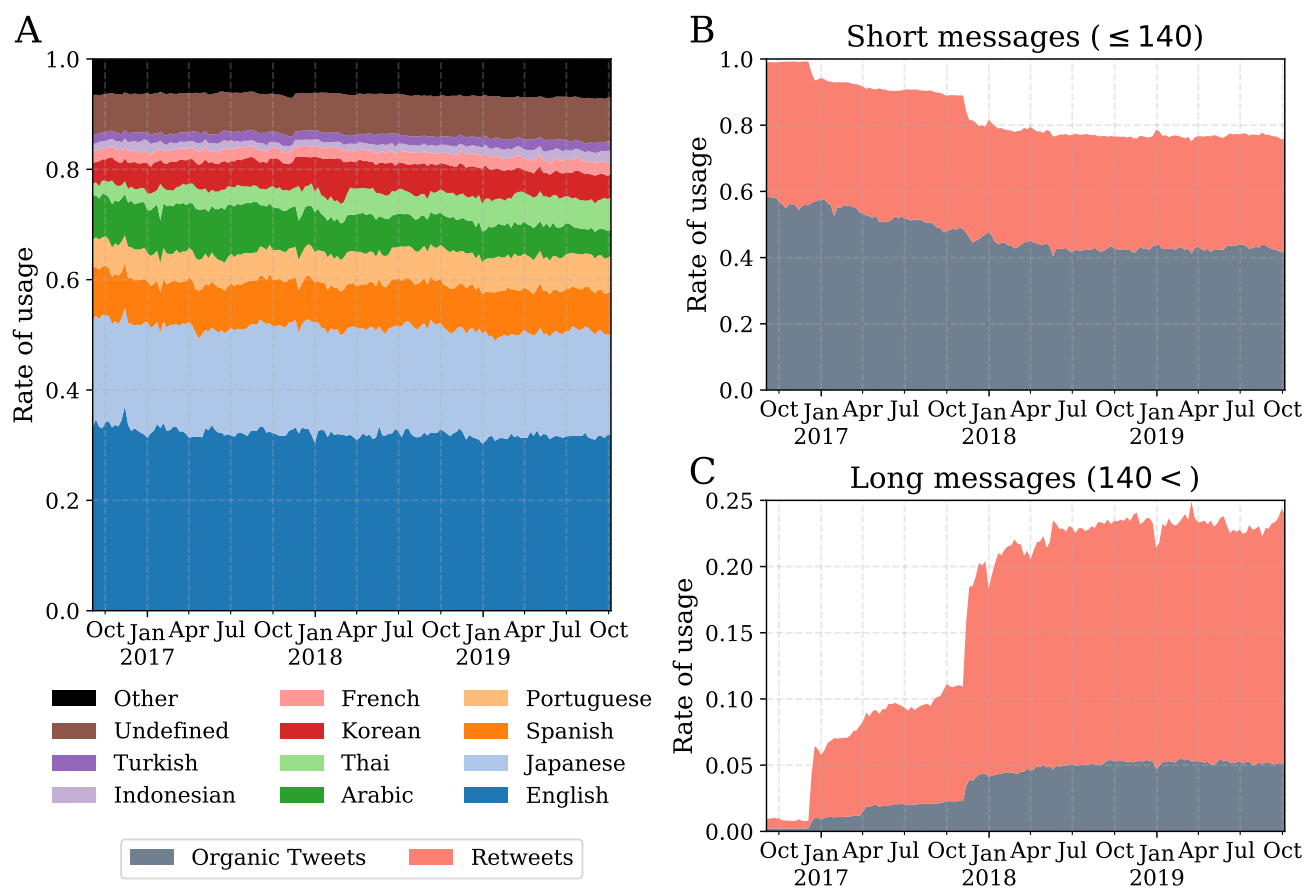 A
1.0
0.8
0.6
0.4
0.2
0.0
Rate of usage
Oct Jan Apr Jul Oct Jan Apr Jul Oct Jan Apr Jul Oct
2017 2018 2019
B
Short messages (≤140)
1.0
0.8
0.6
0.4
0.2
0.0
Rate of usage
Oct Jan Apr Jul Oct Jan Apr Jul Oct Jan Apr Jul Oct
2017 2018 2019
C
Long messages (140<)
0.25
0.20
0.15
0.10
0.05
0.00
Rate of usage
Oct Jan Apr Jul Oct Jan Apr Jul Oct Jan Apr Jul Oct
2017 2018 2019
Other French Portuguese
Undefined Korean Spanish
Turkish Thai Japanese
Indonesian Arabic English
Organic Tweets Retweets